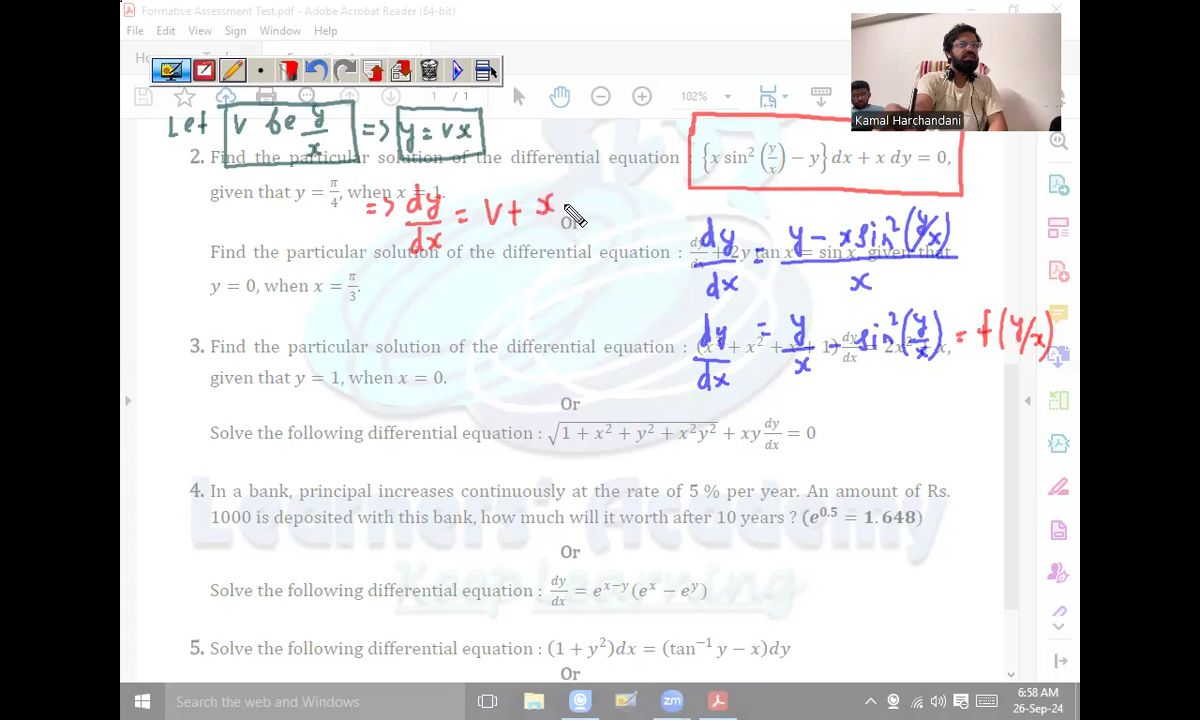 Formative Assessment Test.pdf - Adobe Acrobat Reader (64-bit)
File Edit View Sign Window Help
1 / 1 102%
Kamal Harchandani
Let v be y/x => y = vx
2. Find the particular solution of the differential equation : {x sin² (y/x) − y} dx + x dy = 0,
given that y = π/4, when x = 1.
=> dy/dx = v + x
Or
dy/dx = (y − x sin²(y/x))/x
Find the particular solution of the differential equation : dy/dx + 2y tan x = sin x, given that
y = 0, when x = π/3.
dy/dx = y/x − sin²(y/x) = f(y/x)
3. Find the particular solution of the differential equation : (x³ + x² + x + 1) dy/dx = 2x² + x,
given that y = 1, when x = 0.
Or
Solve the following differential equation : √(1 + x² + y² + x²y²) + xy dy/dx = 0
4. In a bank, principal increases continuously at the rate of 5 % per year. An amount of Rs.
1000 is deposited with this bank, how much will it worth after 10 years ? (e^0.5 = 1.648)
Learners' Academy
Or
Keep Learning
Solve the following differential equation : dy/dx = e^(x−y)(e^x − e^y)
5. Solve the following differential equation : (1 + y²)dx = (tan⁻¹ y − x)dy
Or
Search the web and Windows
zm
6:58 AM
26-Sep-24